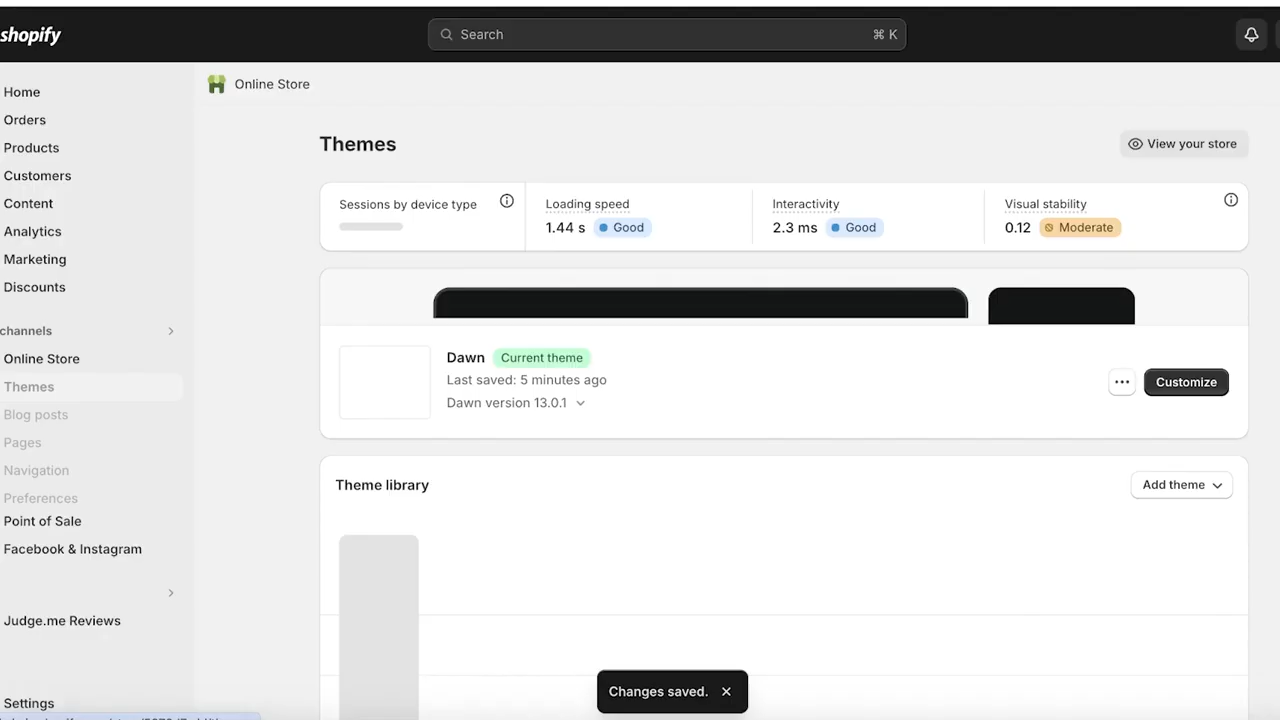 shopify
Search
⌘ K
Home
Orders
Products
Customers
Content
Analytics
Marketing
Discounts
channels
Online Store
Themes
Blog posts
Pages
Navigation
Preferences
Point of Sale
Facebook & Instagram
Judge.me Reviews
Settings
Online Store
Themes
View your store
Sessions by device type
Loading speed
1.44 s Good
Interactivity
2.3 ms Good
Visual stability
0.12 Moderate
Dawn Current theme
Last saved: 5 minutes ago
Dawn version 13.0.1
Customize
Theme library
Add theme
Changes saved.